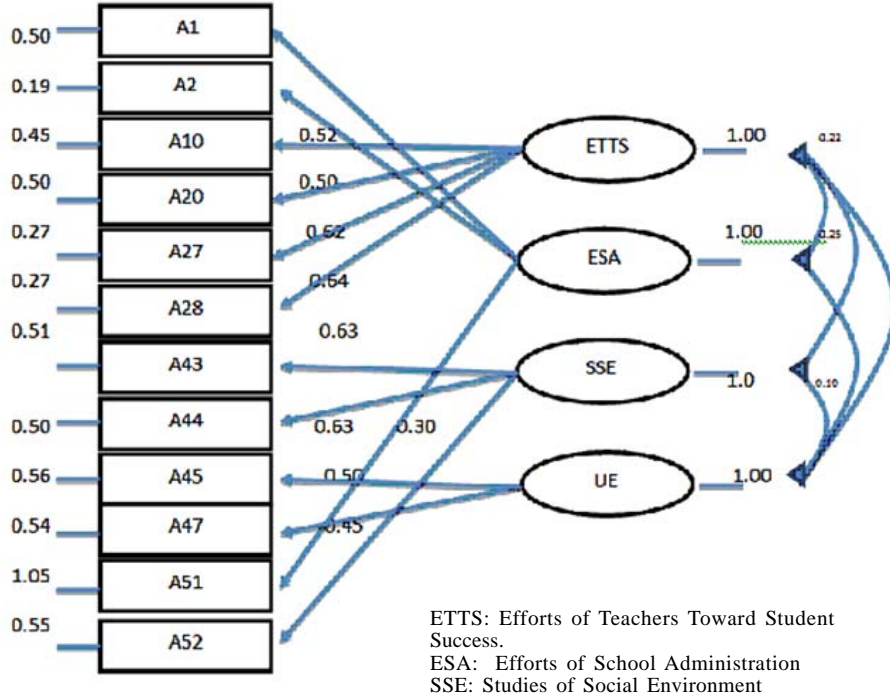 0.50
A1
0.19
A2
0.45
A10
0.52
ETTS
1.00
0.22
0.50
A20
0.50
0.27
A27
0.62
ESA
1.00
0.25
0.27
A28
0.64
0.51
A43
0.63
SSE
1.0
0.10
0.50
A44
0.63
0.30
0.56
A45
0.50
UE
1.00
0.54
A47
0.45
1.05
A51
0.55
A52
ETTS: Efforts of Teachers Toward Student
Success.
ESA: Efforts of School Administration
SSE: Studies of Social Environment